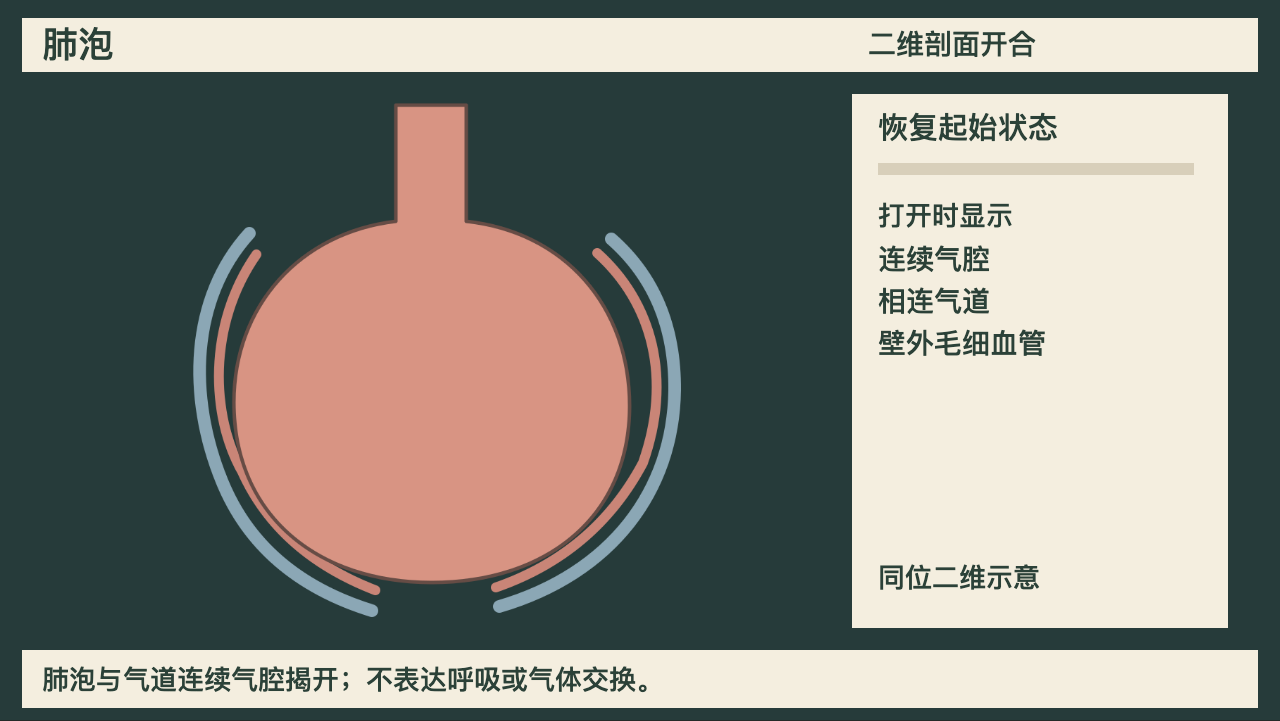 肺泡
二维剖面开合
恢复起始状态
打开时显示
连续气腔
相连气道
壁外毛细血管
同位二维示意
肺泡与气道连续气腔揭开；不表达呼吸或气体交换。